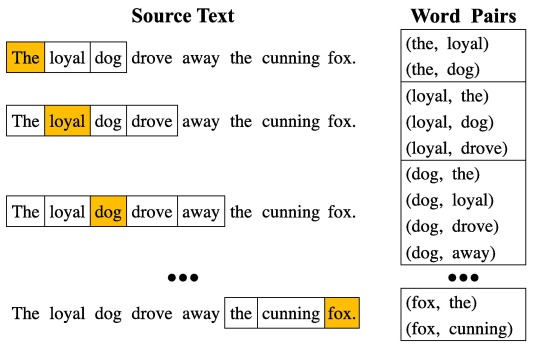 Source Text
Word Pairs
The loyal dog drove away the cunning fox.
(the, loyal)
(the, dog)
The loyal dog drove away the cunning fox.
(loyal, the)
(loyal, dog)
(loyal, drove)
The loyal dog drove away the cunning fox.
(dog, the)
(dog, loyal)
(dog, drove)
(dog, away)
•••
•••
The loyal dog drove away the cunning fox.
(fox, the)
(fox, cunning)